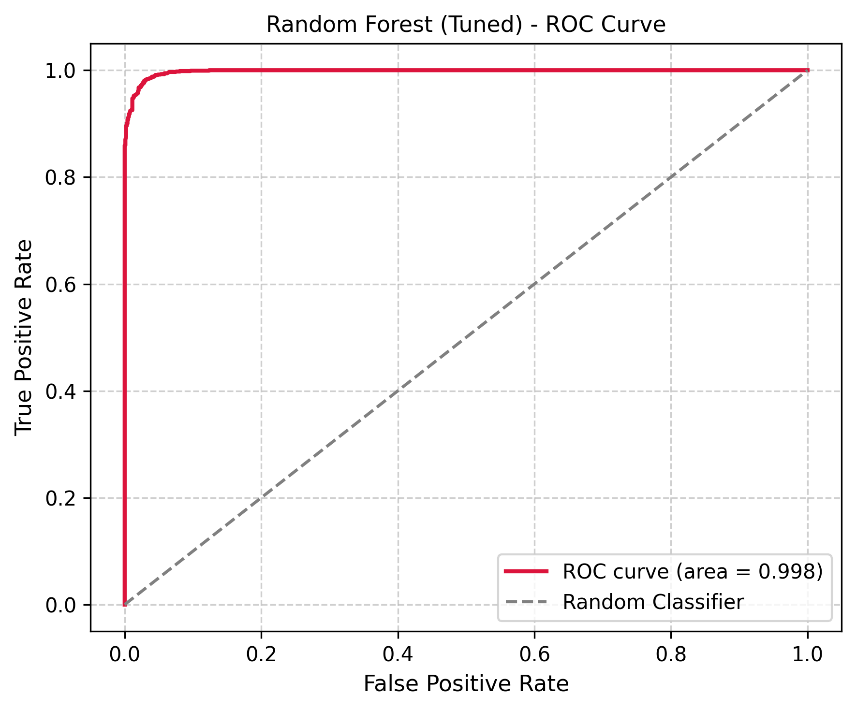 Random Forest (Tuned) - ROC Curve
True Positive Rate
1.0
0.8
0.6
0.4
0.2
0.0
ROC curve (area = 0.998)
Random Classifier
0.0 0.2 0.4 0.6 0.8 1.0
False Positive Rate